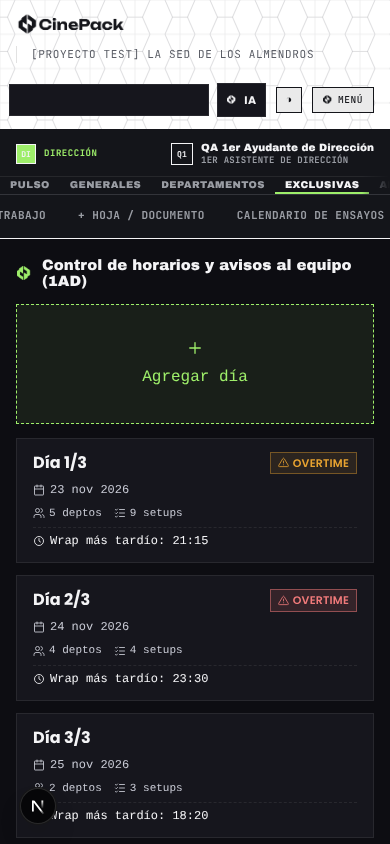 CinePack
[PROYECTO TEST] LA SED DE LOS ALMENDROS
IA
MENÚ
DI
DIRECCIÓN
Q1
QA 1er Ayudante de Dirección
1ER ASISTENTE DE DIRECCIÓN
PULSO GENERALES DEPARTAMENTOS EXCLUSIVAS A
TRABAJO + HOJA / DOCUMENTO CALENDARIO DE ENSAYOS
Control de horarios y avisos al equipo
(1AD)
+
Agregar día
Día 1/3
OVERTIME
23 nov 2026
5 deptos 9 setups
Wrap más tardío: 21:15
Día 2/3
OVERTIME
24 nov 2026
4 deptos 4 setups
Wrap más tardío: 23:30
Día 3/3
25 nov 2026
2 deptos 3 setups
Wrap más tardío: 18:20
N